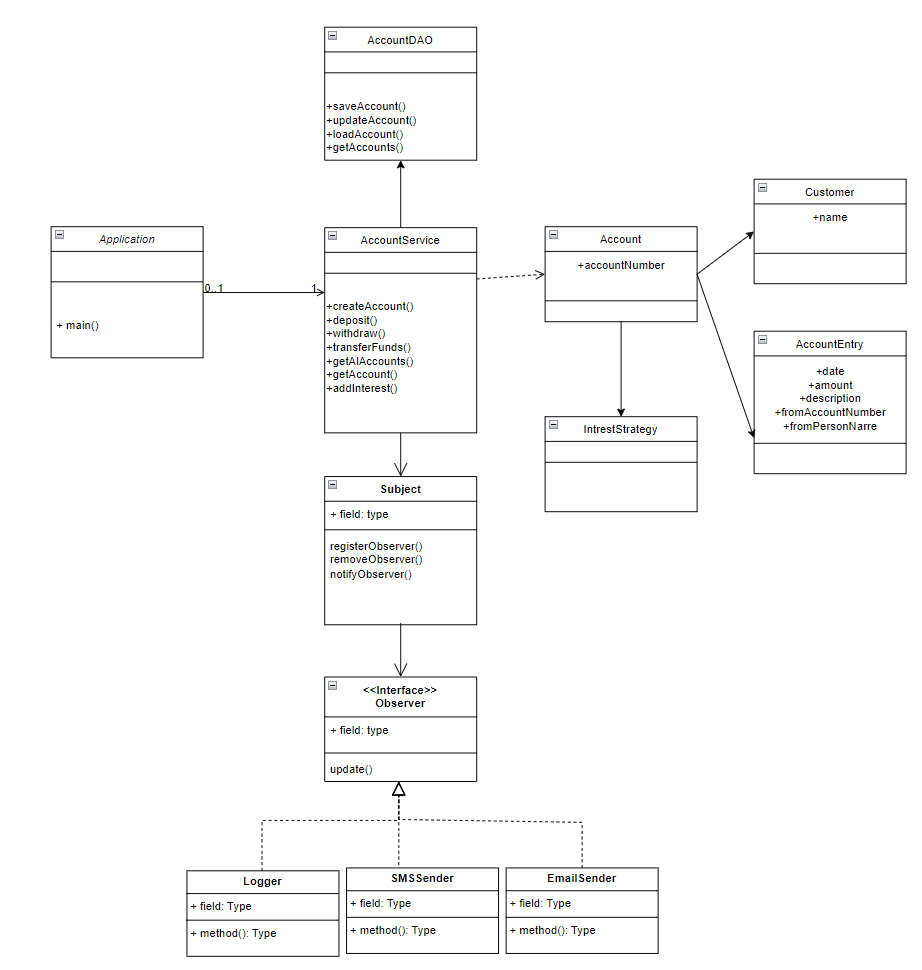 AccountDAO
+saveAccount()
+updateAccount()
+loadAccount()
+getAccounts()
Customer
+name
Application
+ main()
0..1
1
AccountService
+createAccount()
+deposit()
+withdraw()
+transferFunds()
+getAlAccounts()
+getAccount()
+addInterest()
Account
+accountNumber
AccountEntry
+date
+amount
+description
+fromAccountNumber
+fromPersonNarre
IntrestStrategy
Subject
+ field: type
registerObserver()
removeObserver()
notifyObserver()
<<Interface>>
Observer
+ field: type
update()
Logger
+ field: Type
+ method(): Type
SMSSender
+ field: Type
+ method(): Type
EmailSender
+ field: Type
+ method(): Type